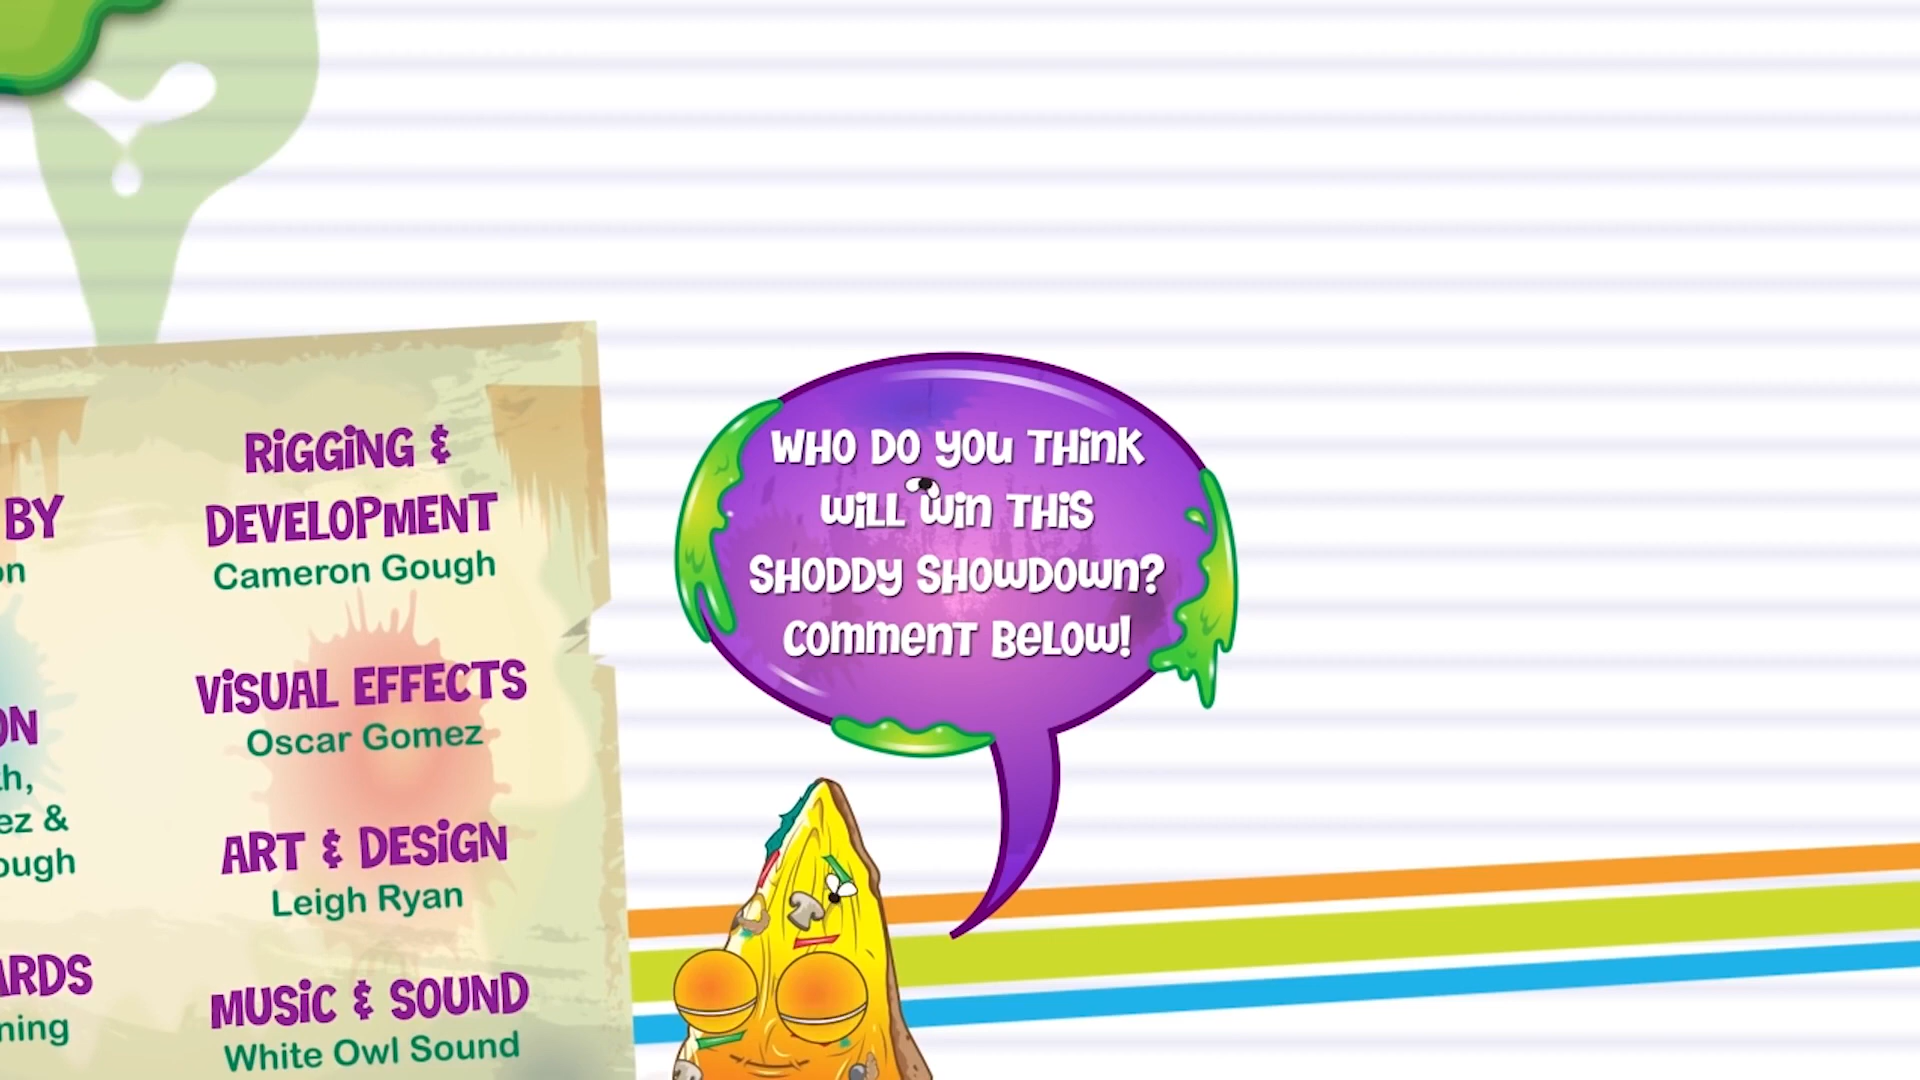 BY
RiGGiNG &
DEVELOPMENT
Cameron Gough
ViSUAL EFFECTS
Oscar Gomez
&
ART & DESiGN
Leigh Ryan
MUSiC & SOUND
White Owl Sound
WHO DO YOU THiNK
WiLL WiN THiS
SHODDY SHOWDOWN?
COMMENT BELOW!